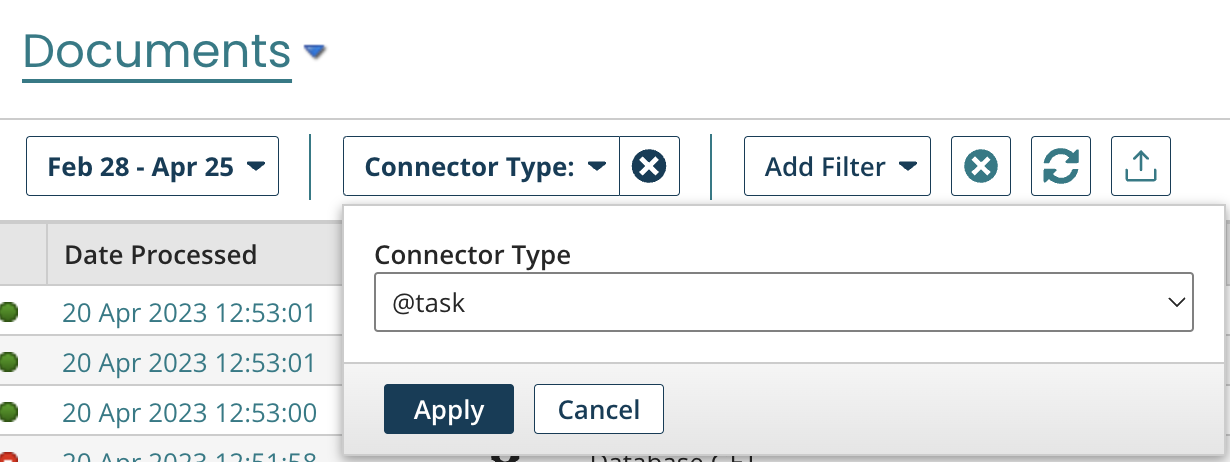 Documents
Feb 28 - Apr 25
Connector Type:
Add Filter
Date Processed
Connector Type
20 Apr 2023 12:53:01
@task
20 Apr 2023 12:53:01
20 Apr 2023 12:53:00
Apply
Cancel
20 Apr 2023 12:51:58
Database